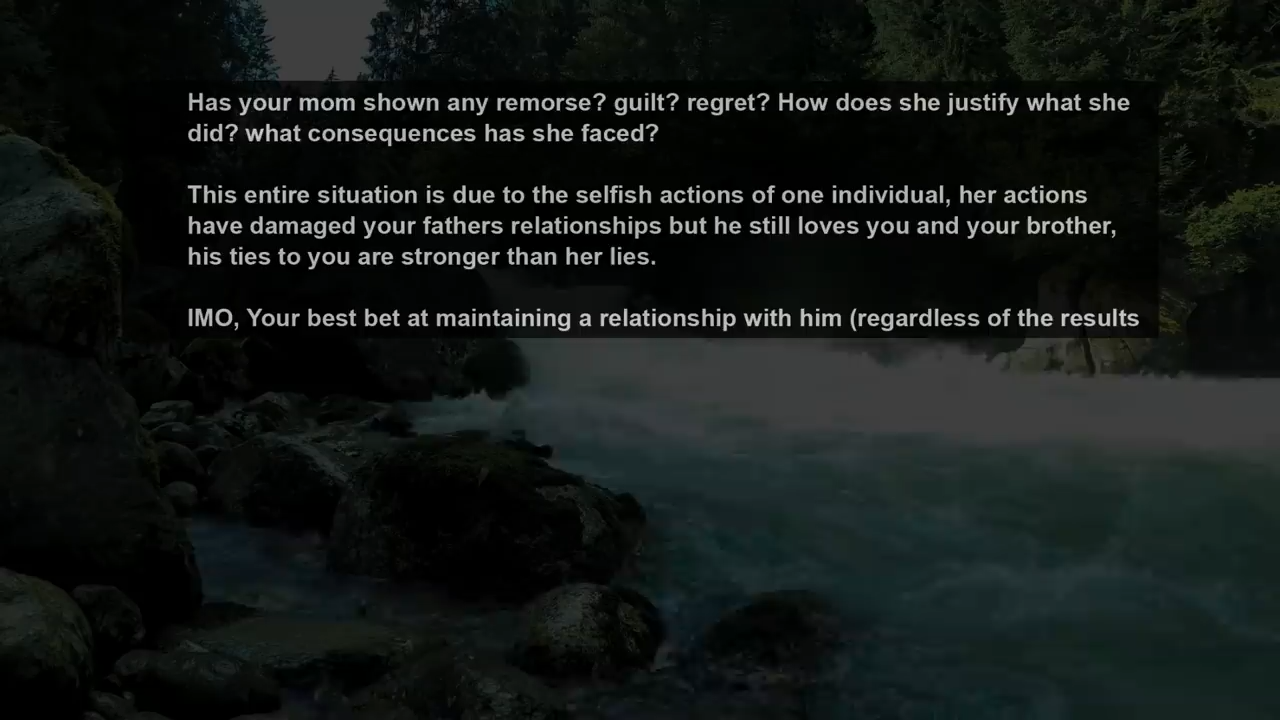 Has your mom shown any remorse? guilt? regret? How does she justify what she
did? what consequences has she faced?
This entire situation is due to the selfish actions of one individual, her actions
have damaged your fathers relationships but he still loves you and your brother,
his ties to you are stronger than her lies.
IMO, Your best bet at maintaining a relationship with him (regardless of the results